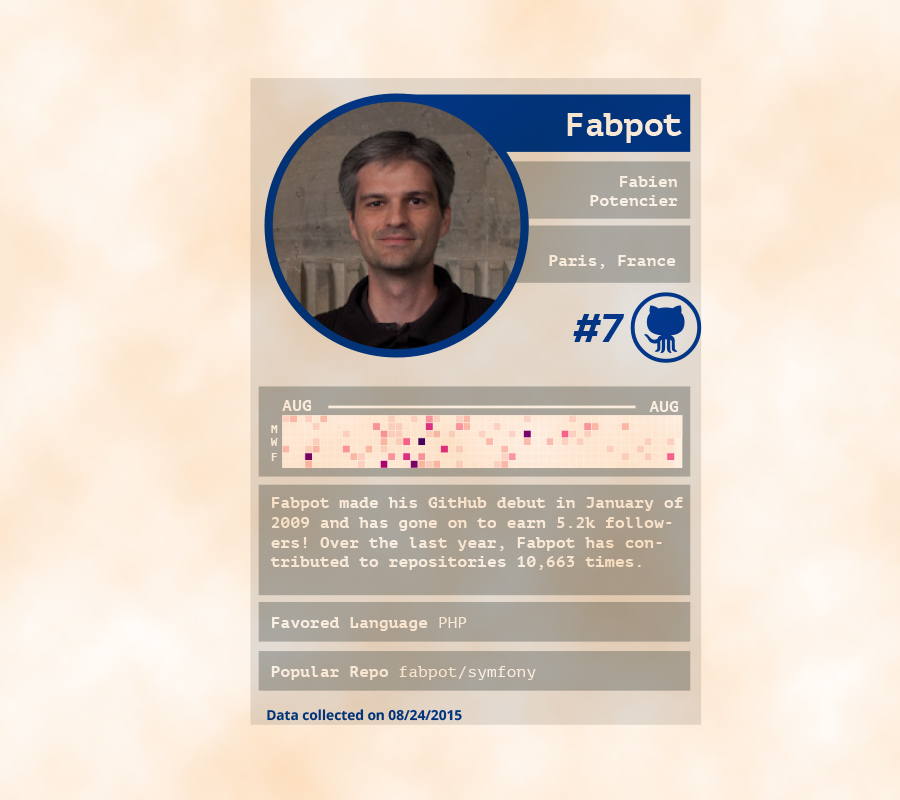 Fabpot
Fabien
Potencier
Paris, France
#7
AUG AUG
M
W
F
Fabpot made his GitHub debut in January of
2009 and has gone on to earn 5.2k follow-
ers! Over the last year, Fabpot has con-
tributed to repositories 10,663 times.
Favored Language PHP
Popular Repo fabpot/symfony
Data collected on 08/24/2015